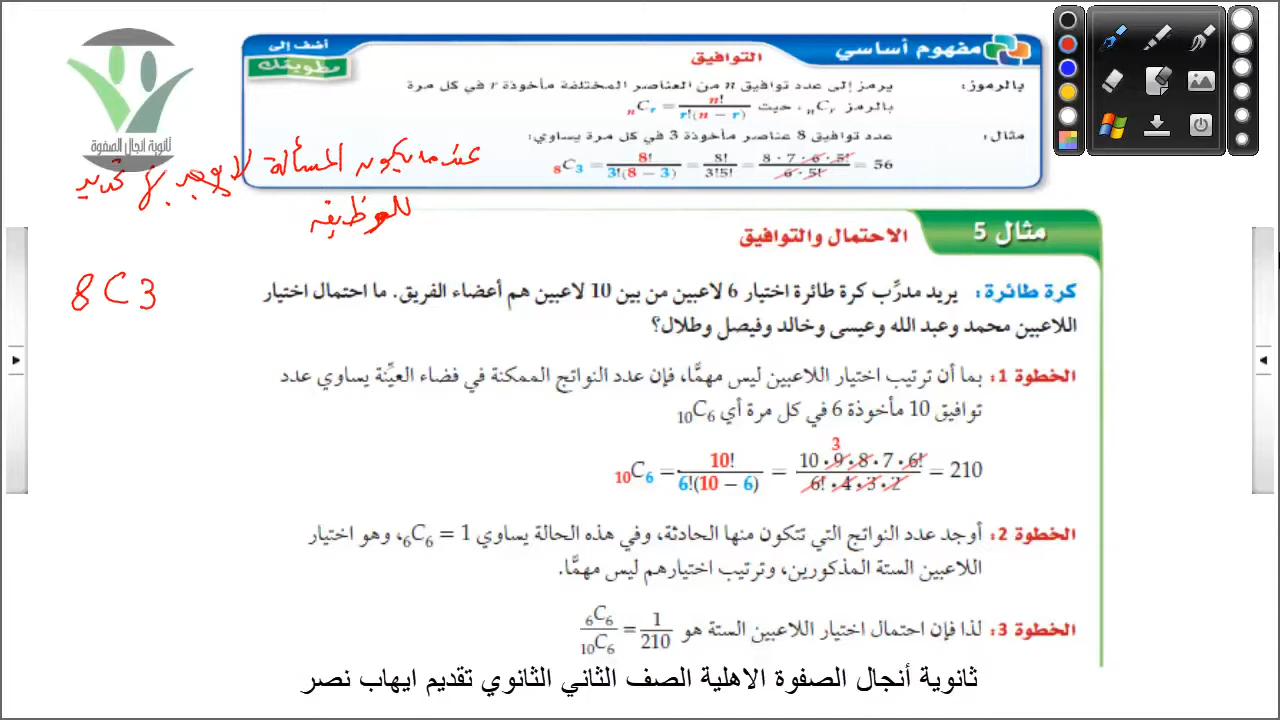 ثانوية انجال الصفوة
مفهوم أساسي
التوافيق
أضف إلى
مطويتك
بالرموز: يرمز إلى عدد توافيق n من العناصر المختلفة مأخوذة r في كل مرة
بالرمز nCr ، حيث nCr = n!/r!(n − r)
مثال: عدد توافيق 8 عناصر مأخوذة 3 في كل مرة يساوي:
8C3 = 8!/3!(8 − 3) = 8!/3!5! = 8 · 7 · 6 · 5!/6 · 5! = 56
عندما يكون المسألة لا يوجد بها تحديد
للوظيفه
8 C 3
مثال 5
الاحتمال والتوافيق
كرة طائرة: يريد مدرِّب كرة طائرة اختيار 6 لاعبين من بين 10 لاعبين هم أعضاء الفريق. ما احتمال اختيار
اللاعبين محمد وعبد الله وعيسى وخالد وفيصل وطلال؟
الخطوة 1: بما أن ترتيب اختيار اللاعبين ليس مهمًّا، فإن عدد النواتج الممكنة في فضاء العيِّنة يساوي عدد
توافيق 10 مأخوذة 6 في كل مرة أي 10C6
3
10C6 = 10!/6!(10 − 6) = 10 · 9 · 8 · 7 · 6!/6! · 4 · 3 · 2 = 210
الخطوة 2: أوجد عدد النواتج التي تتكون منها الحادثة، وفي هذه الحالة يساوي 6C6 = 1، وهو اختيار
اللاعبين الستة المذكورين، وترتيب اختيارهم ليس مهمًّا.
الخطوة 3: لذا فإن احتمال اختيار اللاعبين الستة هو 6C6/10C6 = 1/210
ثانوية أنجال الصفوة الاهلية الصف الثاني الثانوي تقديم ايهاب نصر